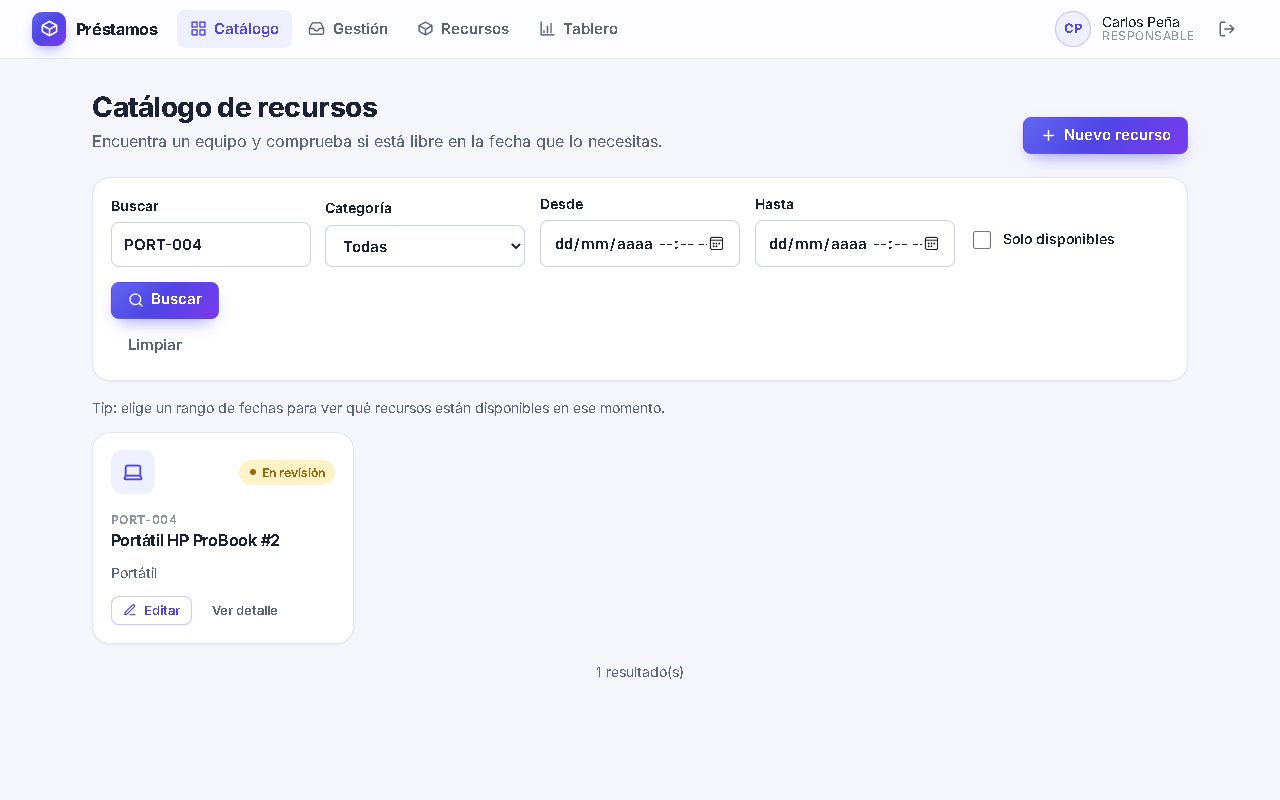 Préstamos
Catálogo
Gestión
Recursos
Tablero
CP
Carlos Peña
RESPONSABLE
Catálogo de recursos
Encuentra un equipo y comprueba si está libre en la fecha que lo necesitas.
Nuevo recurso
Buscar
PORT-004
Categoría
Todas
Desde
dd/mm/aaaa --:-- --
Hasta
dd/mm/aaaa --:-- --
Solo disponibles
Buscar
Limpiar
Tip: elige un rango de fechas para ver qué recursos están disponibles en ese momento.
En revisión
PORT-004
Portátil HP ProBook #2
Portátil
Editar
Ver detalle
1 resultado(s)